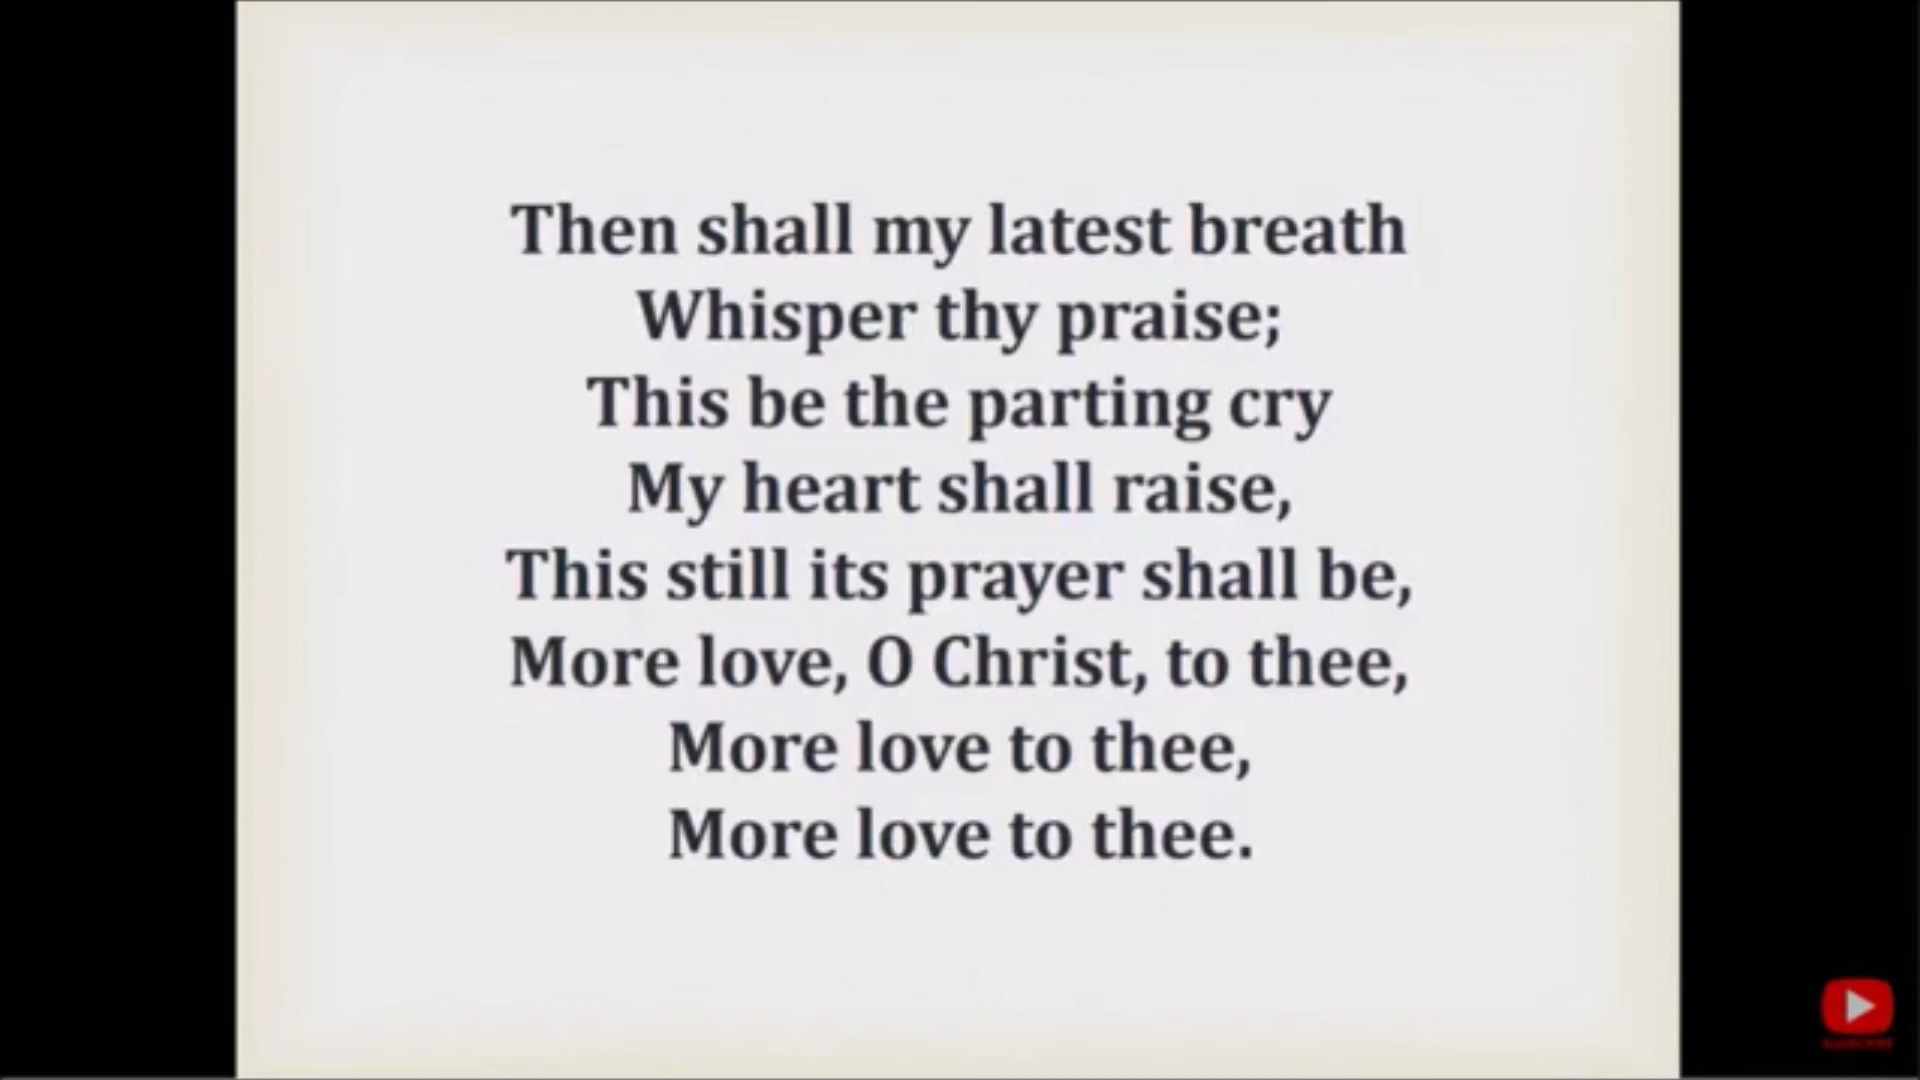 Then shall my latest breath
Whisper thy praise;
This be the parting cry
My heart shall raise,
This still its prayer shall be,
More love, O Christ, to thee,
More love to thee,
More love to thee.